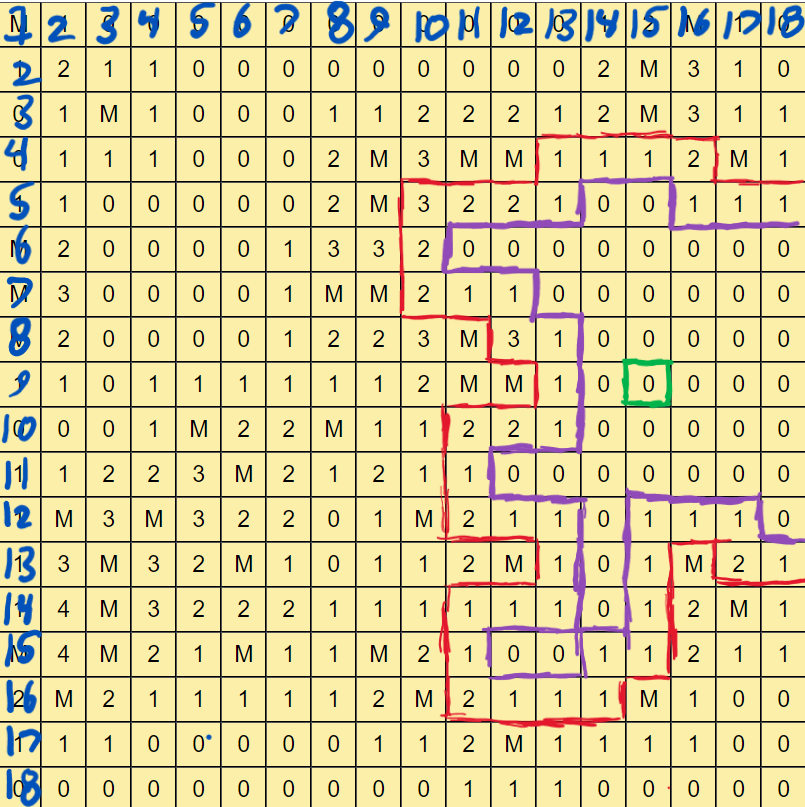 1 2 3 4 5 6 7 8 9 10 11 12 13 14 15 16 17 18
2 2 1 1 0 0 0 0 0 0 0 0 0 2 M 3 1 0
3 1 M 1 0 0 0 1 1 2 2 2 1 2 M 3 1 1
4 1 1 1 0 0 0 2 M 3 M M 1 1 1 2 M 1
5 1 0 0 0 0 0 2 M 3 2 2 1 0 0 1 1 1
6 2 0 0 0 0 1 3 3 2 0 0 0 0 0 0 0 0
7 3 0 0 0 0 1 M M 2 1 1 0 0 0 0 0 0
8 2 0 0 0 0 1 2 2 3 M 3 1 0 0 0 0 0
9 1 0 1 1 1 1 1 1 2 M M 1 0 0 0 0 0
10 0 0 1 M 2 2 M 1 1 2 2 1 0 0 0 0 0
11 1 2 2 3 M 2 1 2 1 1 0 0 0 0 0 0 0
12 M 3 M 3 2 2 0 1 M 2 1 1 0 1 1 1 0
13 3 M 3 2 M 1 0 1 1 2 M 1 0 1 M 2 1
14 4 M 3 2 2 2 1 1 1 1 1 1 0 1 2 M 1
15 4 M 2 1 M 1 1 M 2 1 0 0 1 1 2 1 1
16 M 2 1 1 1 1 1 2 M 2 1 1 1 M 1 0 0
17 1 1 0 0 0 0 0 1 1 2 M 1 1 1 1 0 0
18 0 0 0 0 0 0 0 0 0 1 1 1 0 0 0 0 0